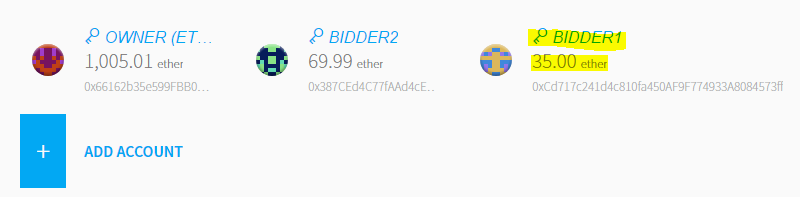 OWNER (ET...
1,005.01 ether
0x66162b35e599FBB0...
BIDDER2
69.99 ether
0x387CEd4C77fAAd4cE..
BIDDER1
35.00 ether
0xCd717c241d4c810fa450AF9F774933A8084573ff
+
ADD ACCOUNT